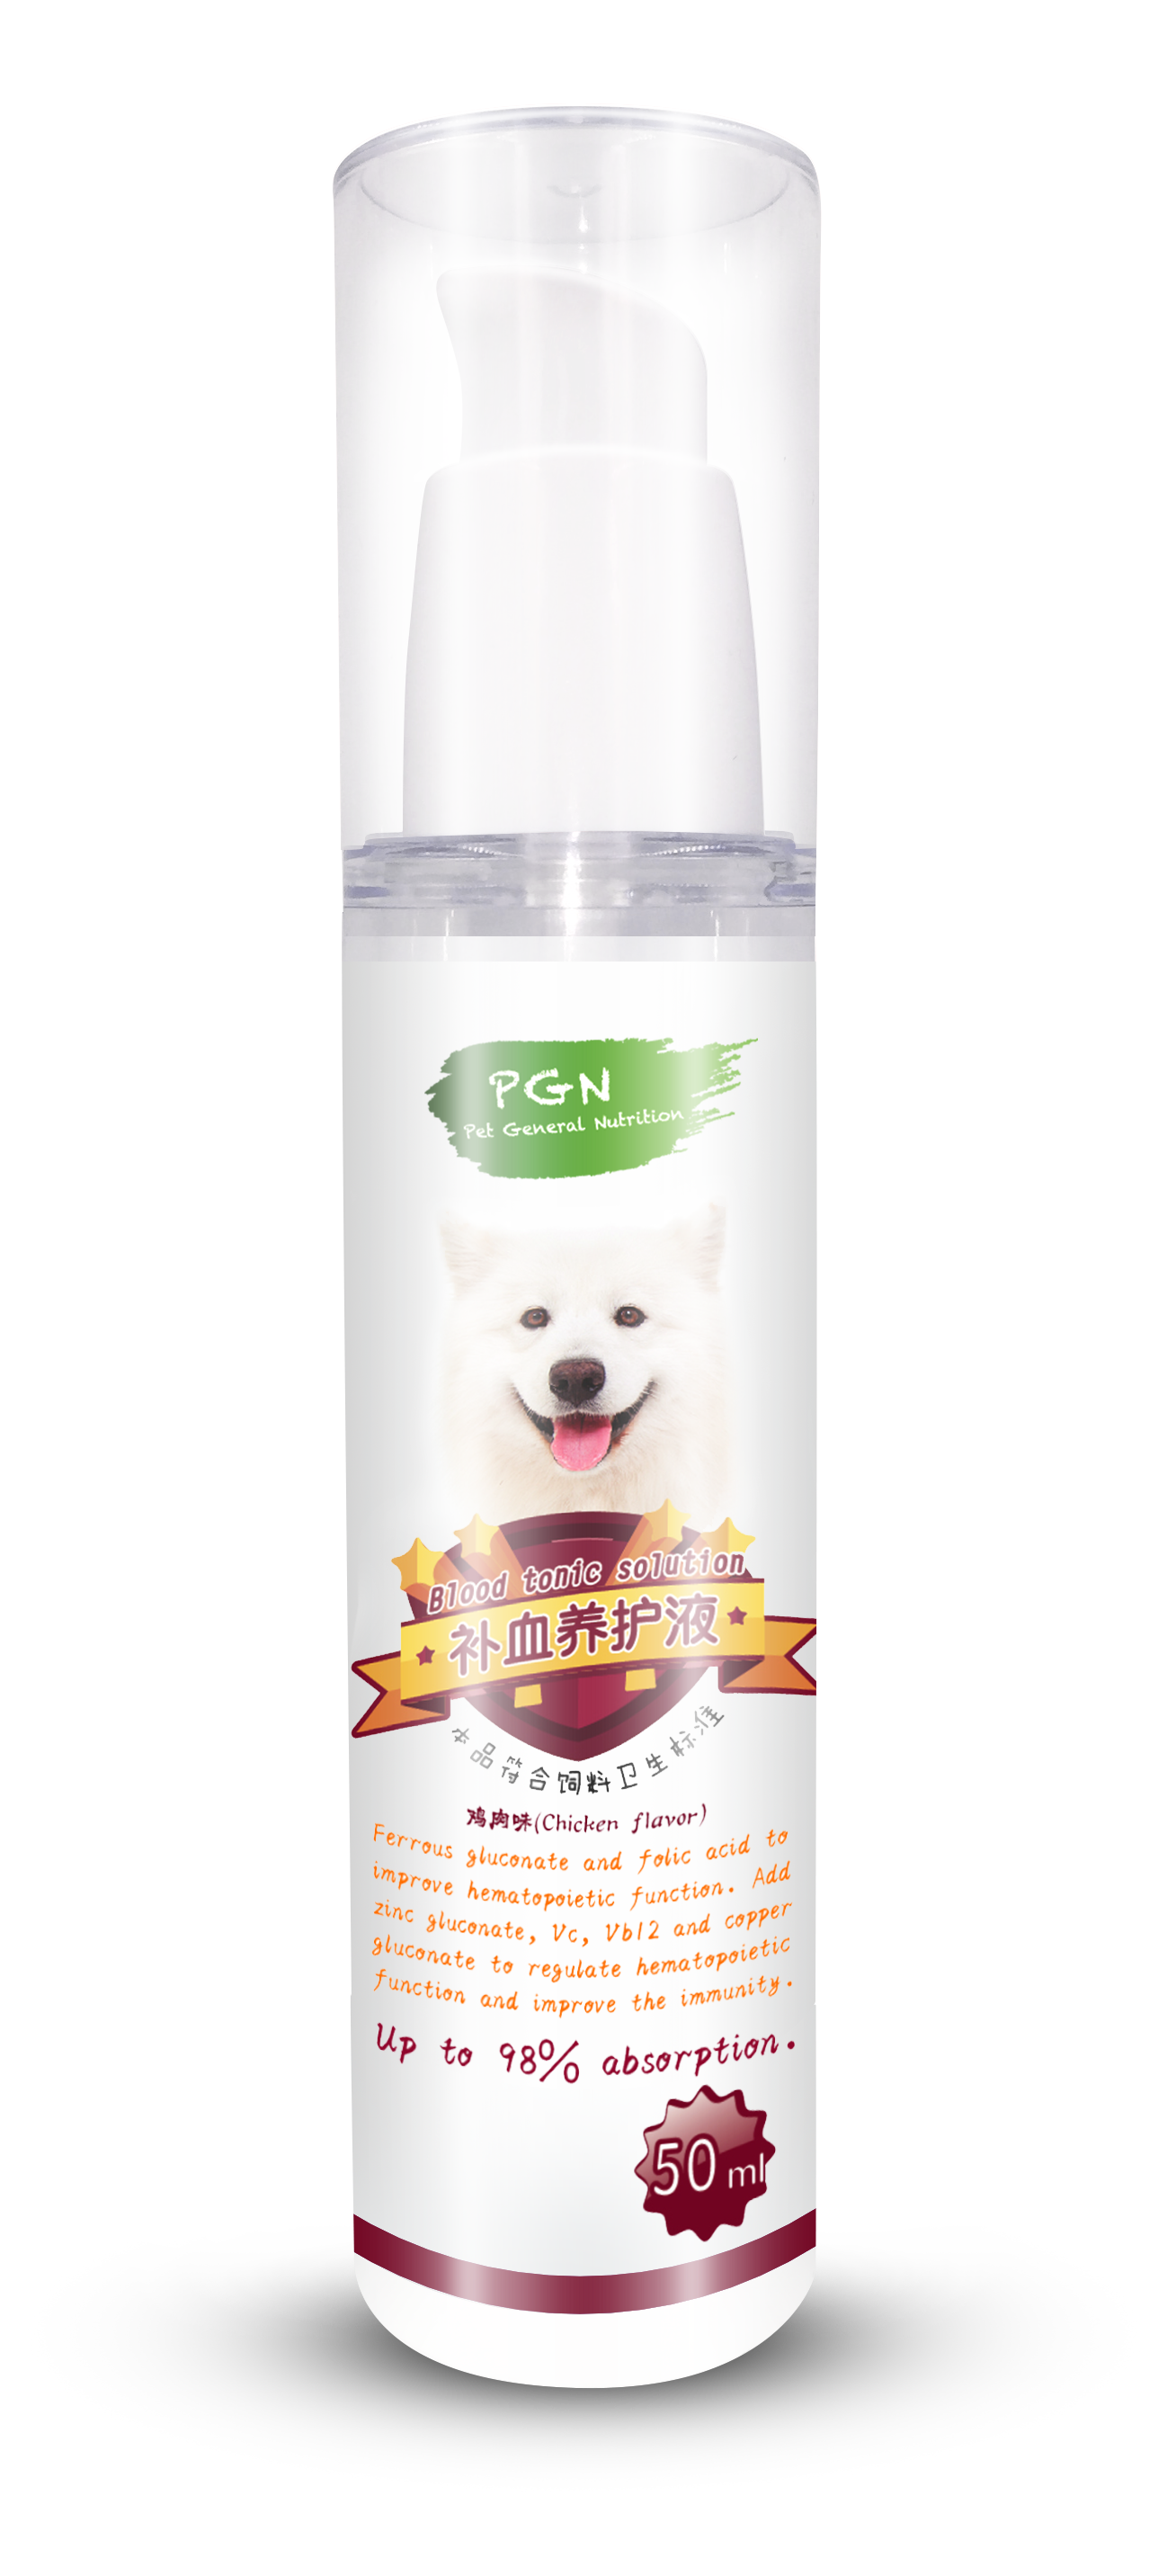 PGN
Pet General Nutrition
Blood tonic solution
补血养护液
本品符合饲料卫生标准
鸡肉味(Chicken flavor)
Ferrous gluconate and folic acid to
improve hematopoietic function. Add
zinc gluconate, Vc, Vb12 and copper
gluconate to regulate hematopoietic
function and improve the immunity.
Up to 98% absorption.
50 ml